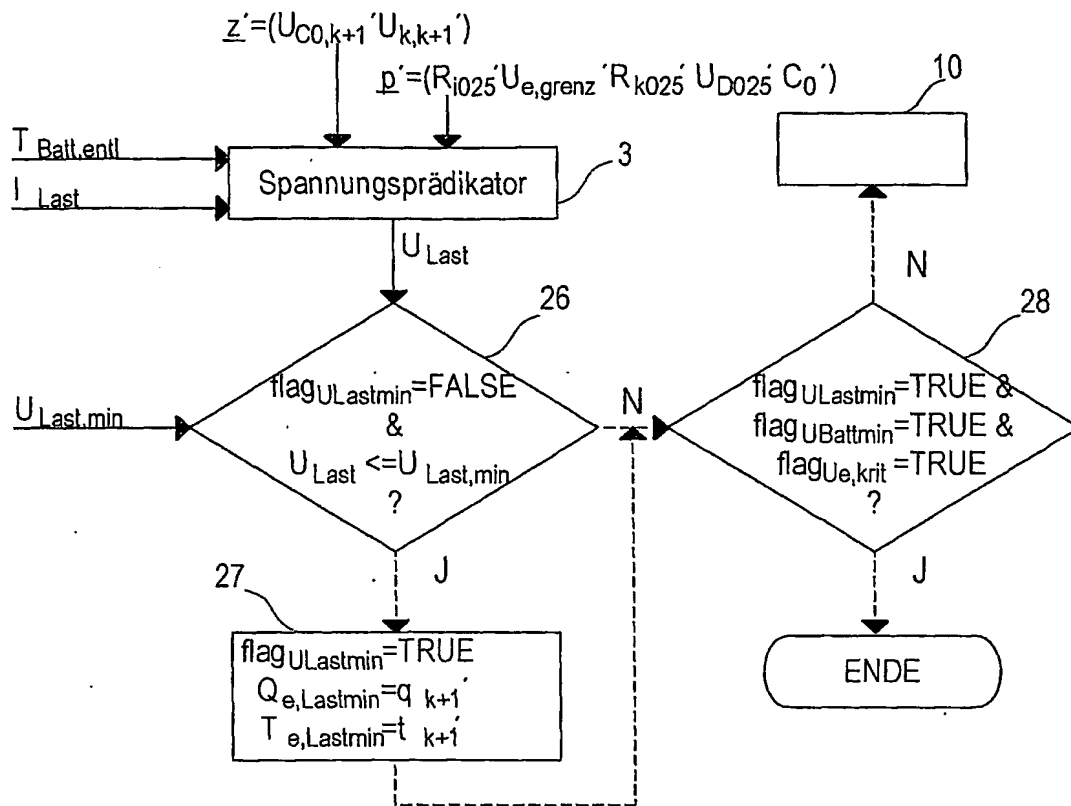 z'=(U_C0,k+1' U_k,k+1')
p'=(R_i025' U_e,grenz' R_k025' U_D025' C_0')
10
T_Batt,entl
I_Last
Spannungsprädikator
3
U_Last
N
26
28
flag_ULastmin=FALSE
&
U_Last <=U_Last,min
?
U_Last,min
N
flag_ULastmin=TRUE &
flag_UBattmin=TRUE &
flag_Ue,krit=TRUE
?
J
J
27
flag_ULastmin=TRUE
Q_e,Lastmin=q_k+1'
T_e,Lastmin=t_k+1'
ENDE